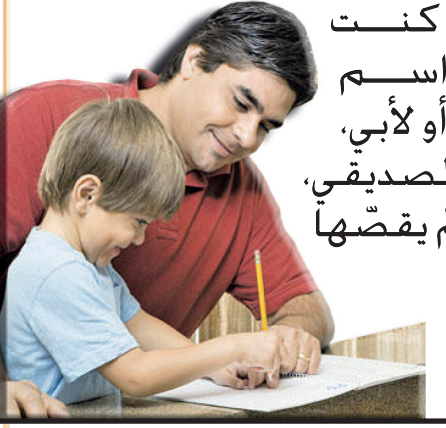 كنت
اسم
أو لأبي،
لصديقي،
يقصّها